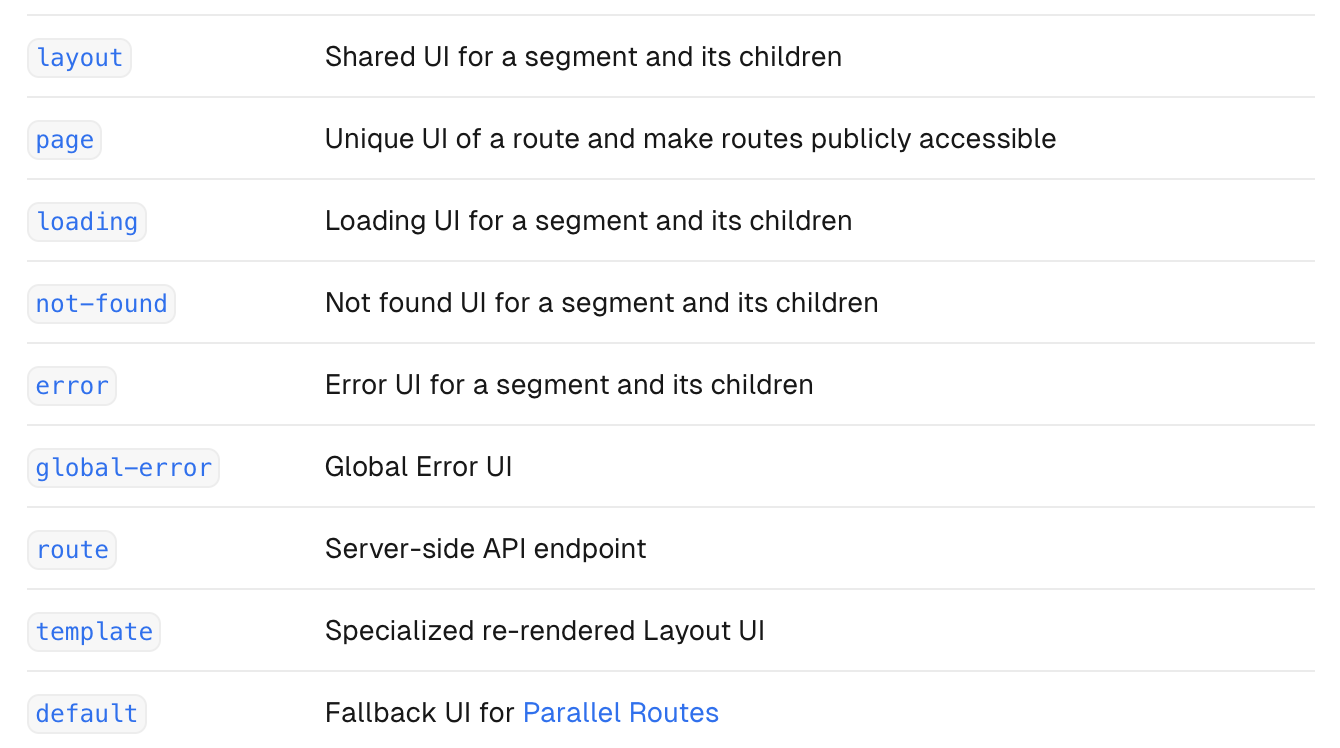 layout Shared UI for a segment and its children
page Unique UI of a route and make routes publicly accessible
loading Loading UI for a segment and its children
not-found Not found UI for a segment and its children
error Error UI for a segment and its children
global-error Global Error UI
route Server-side API endpoint
template Specialized re-rendered Layout UI
default Fallback UI for Parallel Routes